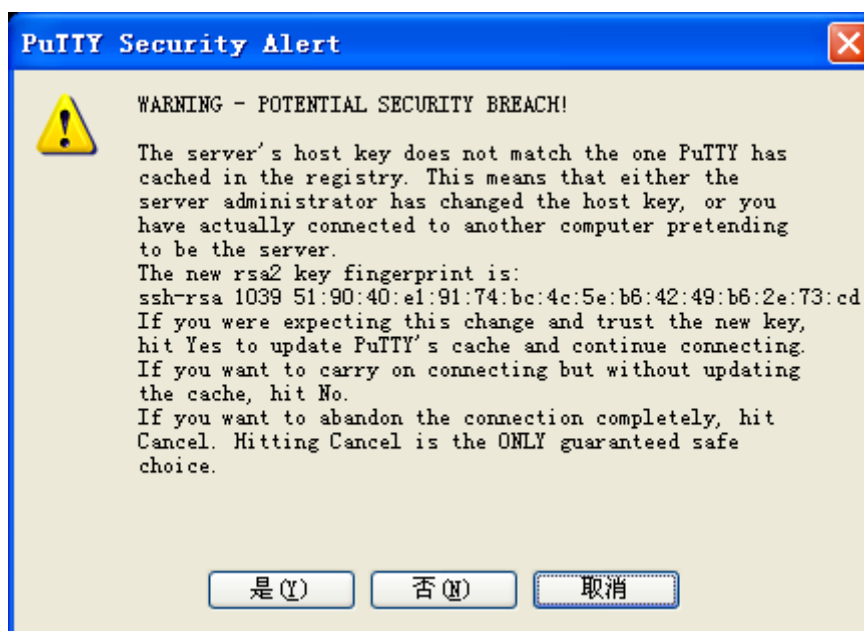 PuTTY Security Alert
WARNING - POTENTIAL SECURITY BREACH!
The server's host key does not match the one PuTTY has
cached in the registry. This means that either the
server administrator has changed the host key, or you
have actually connected to another computer pretending
to be the server.
The new rsa2 key fingerprint is:
ssh-rsa 1039 51:90:40:e1:91:74:bc:4c:5e:b6:42:49:b6:2e:73:cd
If you were expecting this change and trust the new key,
hit Yes to update PuTTY's cache and continue connecting.
If you want to carry on connecting but without updating
the cache, hit No.
If you want to abandon the connection completely, hit
Cancel. Hitting Cancel is the ONLY guaranteed safe
choice.
是(Y) 否(N) 取消